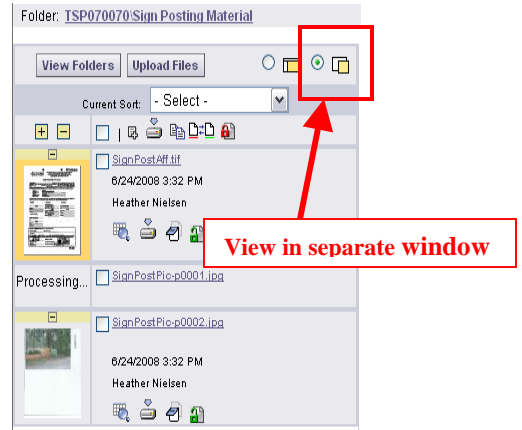 Folder: TSP070070\Sign Posting Material
View Folders Upload Files
Current Sort: - Select -
SignPostAff.tif
6/24/2008 3:32 PM
Heather Nielsen
View in separate window
Processing... SignPostPic-p0001.jpg
SignPostPic-p0002.jpg
6/24/2008 3:32 PM
Heather Nielsen